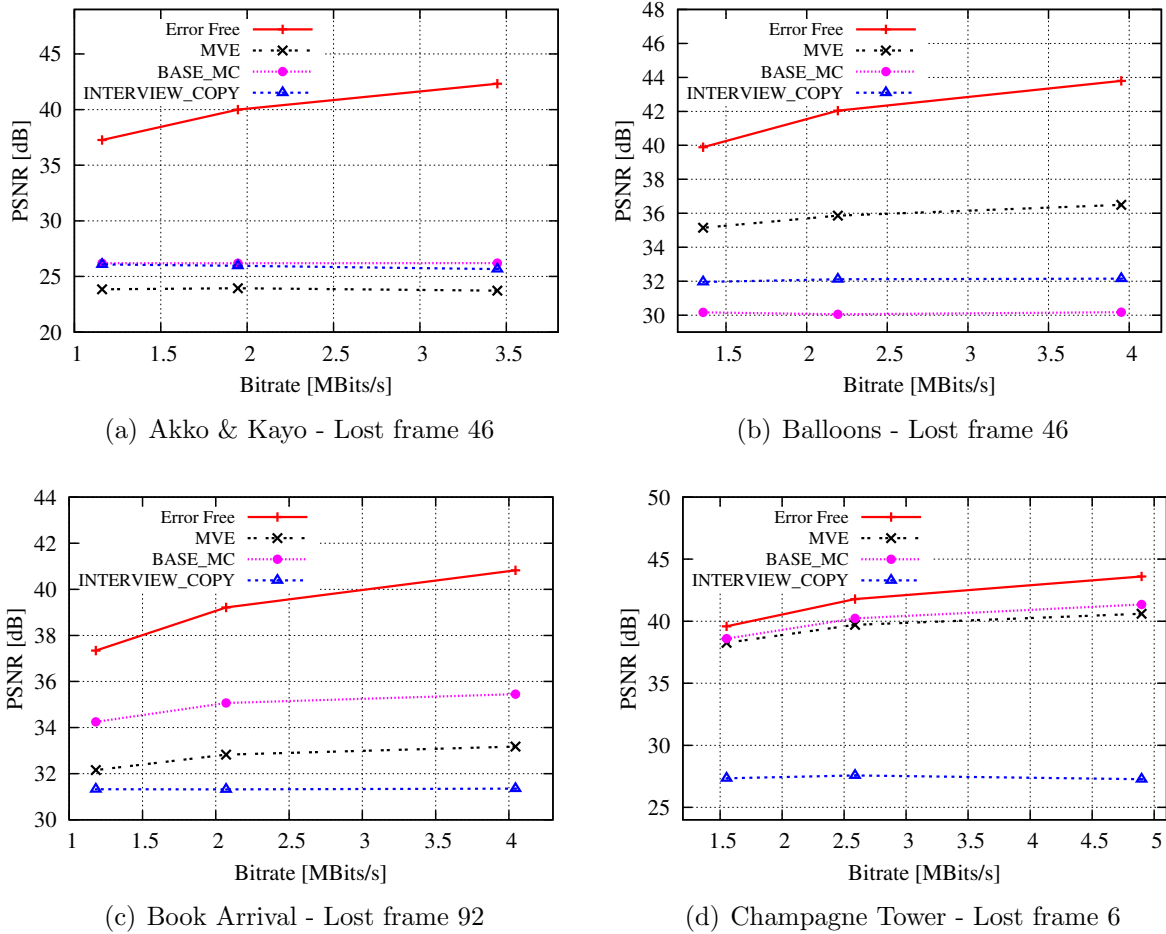 Error Free
MVE
BASE_MC
INTERVIEW_COPY
PSNR [dB]
45
40
35
30
25
20
1 1.5 2 2.5 3 3.5
Bitrate [MBits/s]
(a) Akko & Kayo - Lost frame 46
Error Free
MVE
BASE_MC
INTERVIEW_COPY
PSNR [dB]
48
46
44
42
40
38
36
34
32
30
1.5 2 2.5 3 3.5 4
Bitrate [MBits/s]
(b) Balloons - Lost frame 46
Error Free
MVE
BASE_MC
INTERVIEW_COPY
PSNR [dB]
44
42
40
38
36
34
32
30
1 1.5 2 2.5 3 3.5 4
Bitrate [MBits/s]
(c) Book Arrival - Lost frame 92
Error Free
MVE
BASE_MC
INTERVIEW_COPY
PSNR [dB]
50
45
40
35
30
25
1.5 2 2.5 3 3.5 4 4.5 5
Bitrate [MBits/s]
(d) Champagne Tower - Lost frame 6